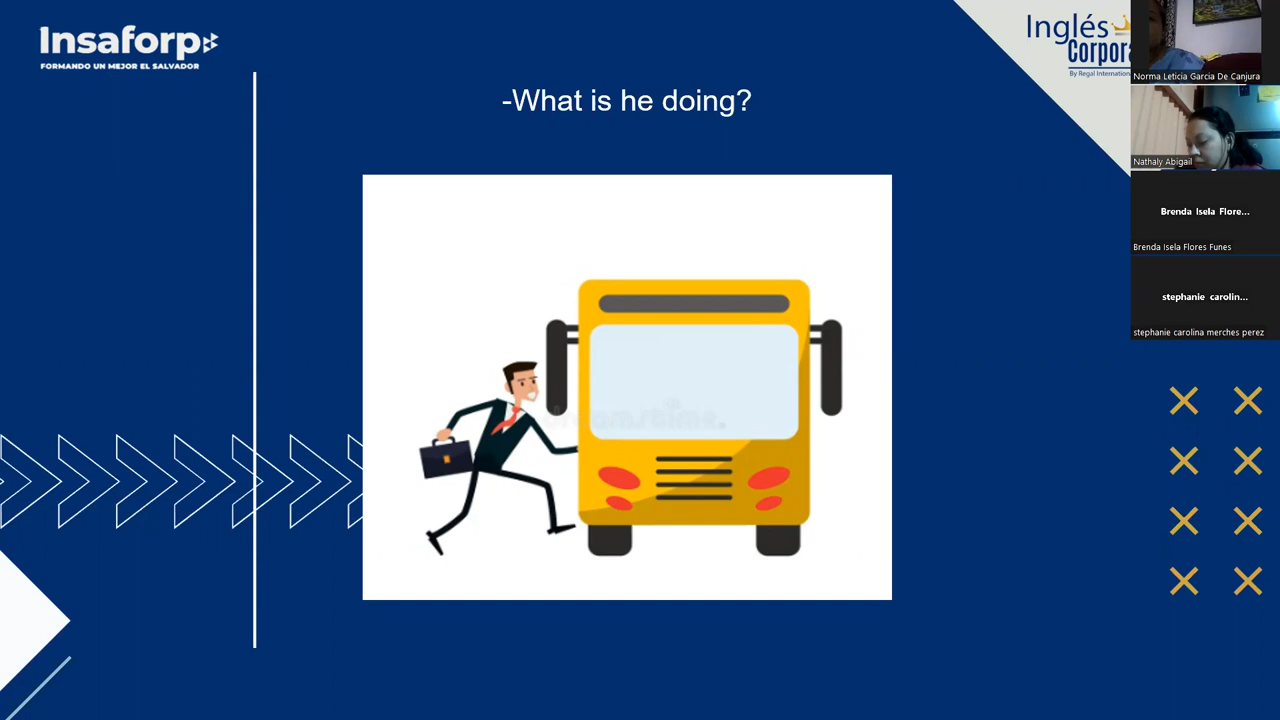 Insaforp
FORMANDO UN MEJOR EL SALVADOR
Inglés
-What is he doing?
dreamstime.
Norma Leticia Garcia De Canjura
Nathaly Abigail
Brenda Isela Flore...
Brenda Isela Flores Funes
stephanie carolin...
stephanie carolina merches perez